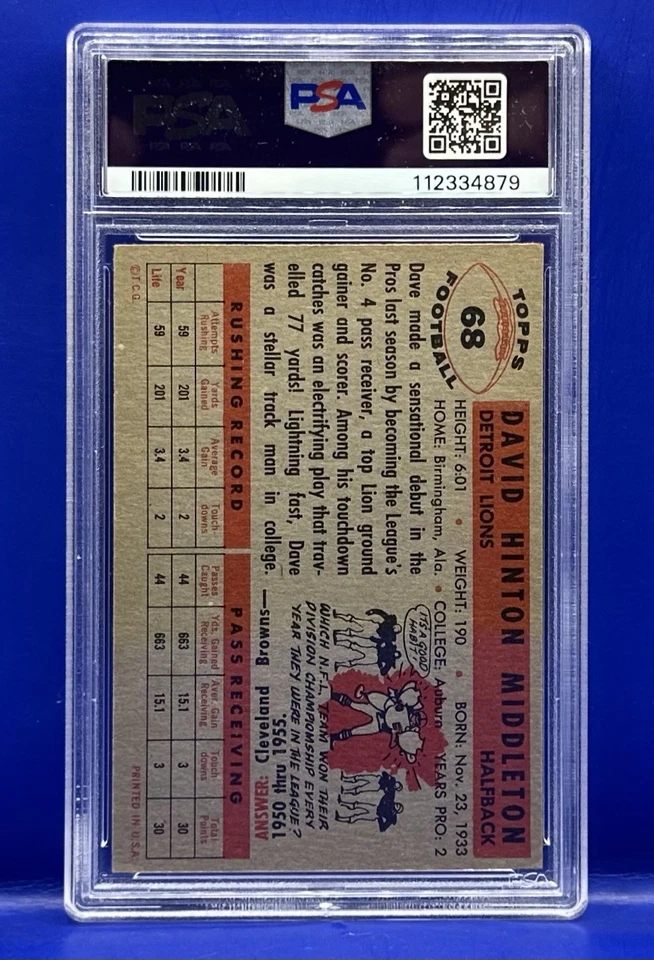 PSA
PSA
112334879
TOPPS
68
FOOTBALL
DAVID HINTON MIDDLETON
DETROIT LIONS HALFBACK
HEIGHT: 6:01 • WEIGHT: 190 • BORN: Nov. 23, 1933
HOME: Birmingham, Ala. • COLLEGE: Auburn • YEARS PRO: 2
Dave made a sensational debut in the
Pros last season by becoming the League's
No. 4 pass receiver, a top Lion ground
gainer and scorer. Among his touchdown
catches was an electrifying play that trav-
elled 77 yards! Lightning fast, Dave
was a stellar track man in college.
IT'S A GOOD
HABIT!
WHICH N.F.L. TEAM WON THEIR
DIVISION CHAMPIONSHIP EVERY
YEAR THEY WERE IN THE LEAGUE?
ANSWER:
1950 thru 1955.
—Browns Cleveland
RUSHING RECORD PASS RECEIVING
Attempts Rushing Yards Gained Average Gain Touch-downs Passes Caught Yds. Gained Receiving Aver. Gain Receiving Touch-downs Total Points
Year 59 201 3.4 2 44 663 15.1 3 30
Life 59 201 3.4 2 44 663 15.1 3 30
©T.C.G. PRINTED IN U.S.A.
PSA